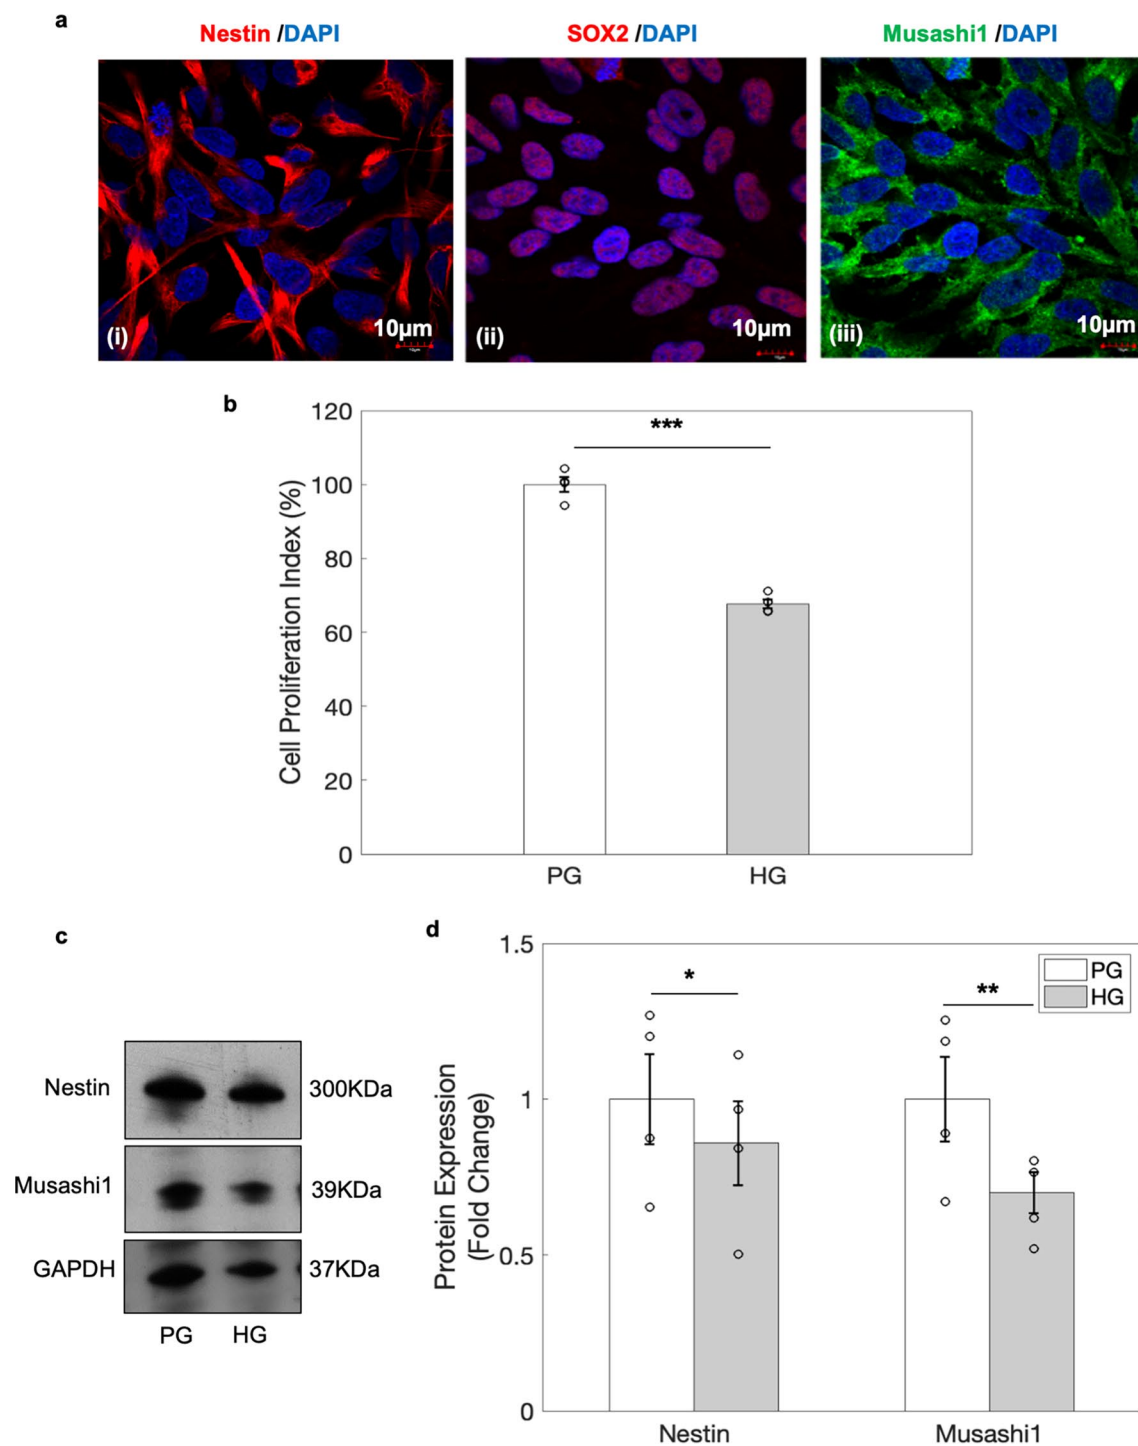 a
Nestin /DAPI
SOX2 /DAPI
Musashi1 /DAPI
(i)
10μm
(ii)
10μm
(iii)
10μm
b
120
100
80
60
40
20
0
Cell Proliferation Index (%)
***
PG
HG
c
Nestin
300KDa
Musashi1
39KDa
GAPDH
37KDa
PG
HG
d
1.5
1
0.5
0
Protein Expression
(Fold Change)
*
**
PG
HG
Nestin
Musashi1